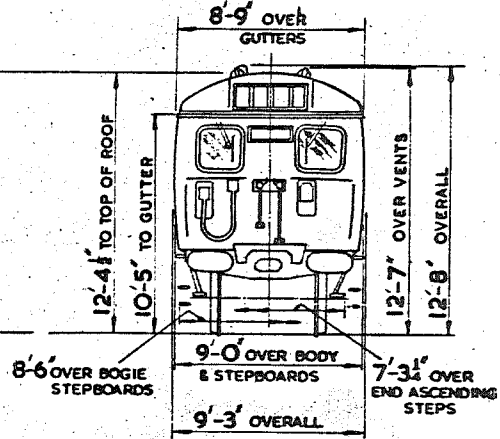 8'-9" OVER
GUTTERS
12'-4½" TO TOP OF ROOF
10'-5" TO GUTTER
12'-7" OVER VENTS
12'-8" OVERALL
8'-6" OVER BOGIE
STEPBOARDS
9'-0" OVER BODY
& STEPBOARDS
7'-3¼" OVER
END ASCENDING
STEPS
9'-3" OVERALL